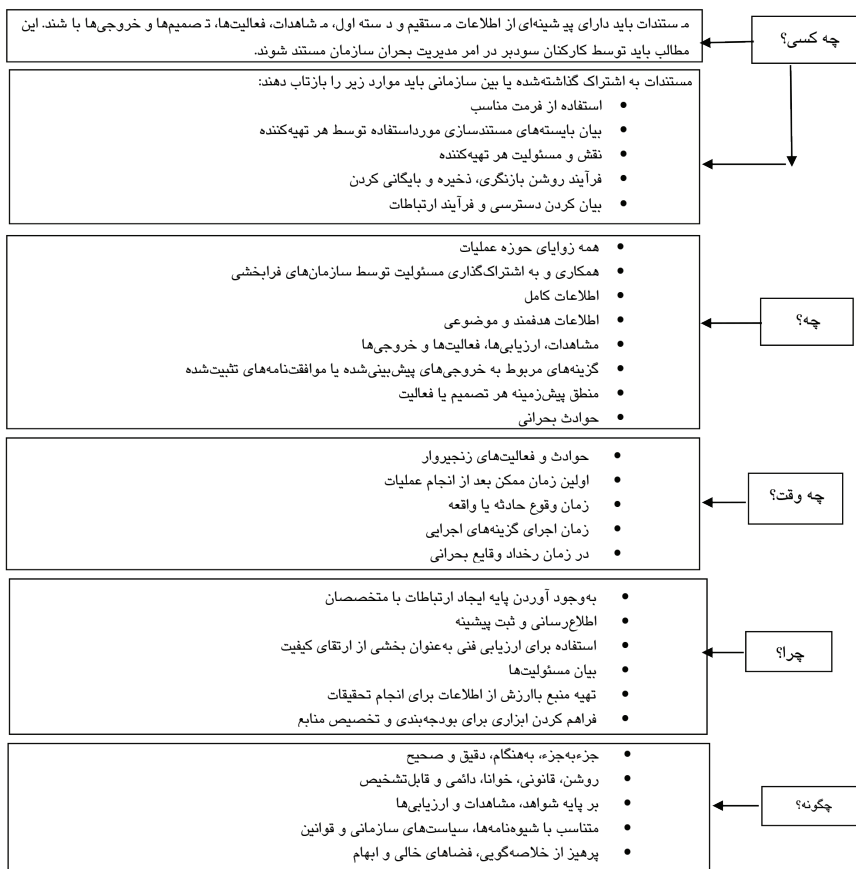 چه کسی؟
مستندات باید دارای پیشینه‌ای از اطلاعات مستقیم و دسته اول، مشاهدات، فعالیت‌ها، تصمیم‌ها و خروجی‌ها باشند. این
مطالب باید توسط کارکنان سودبر در امر مدیریت بحران سازمان مستند شوند.
مستندات به اشتراک گذاشته‌شده یا بین سازمانی باید موارد زیر را بازتاب دهند:
• استفاده از فرمت مناسب
• بیان بایسته‌های مستندسازی مورداستفاده توسط هر تهیه‌کننده
• نقش و مسئولیت هر تهیه‌کننده
• فرآیند روشن بازنگری، ذخیره و بایگانی کردن
• بیان کردن دسترسی و فرآیند ارتباطات
چه؟
• همه زوایای حوزه عملیات
• همکاری و به اشتراک‌گذاری مسئولیت توسط سازمان‌های فرابخشی
• اطلاعات کامل
• اطلاعات هدفمند و موضوعی
• مشاهدات، ارزیابی‌ها، فعالیت‌ها و خروجی‌ها
• گزینه‌های مربوط به خروجی‌های پیش‌بینی‌شده یا موافقت‌نامه‌های تثبیت‌شده
• منطق پیش‌زمینه هر تصمیم یا فعالیت
• حوادث بحرانی
چه وقت؟
• حوادث و فعالیت‌های زنجیروار
• اولین زمان ممکن بعد از انجام عملیات
• زمان وقوع حادثه یا واقعه
• زمان اجرای گزینه‌های اجرایی
• در زمان رخداد وقایع بحرانی
چرا؟
• به‌وجود آوردن پایه ایجاد ارتباطات با متخصصان
• اطلاع‌رسانی و ثبت پیشینه
• استفاده برای ارزیابی فنی به‌عنوان بخشی از ارتقای کیفیت
• بیان مسئولیت‌ها
• تهیه منبع باارزش از اطلاعات برای انجام تحقیقات
• فراهم کردن ابزاری برای بودجه‌بندی و تخصیص منابع
چگونه؟
• جزءبه‌جزء، به‌هنگام، دقیق و صحیح
• روشن، قانونی، خوانا، دائمی و قابل‌تشخیص
• بر پایه شواهد، مشاهدات و ارزیابی‌ها
• متناسب با شیوه‌نامه‌ها، سیاست‌های سازمانی و قوانین
• پرهیز از خلاصه‌گویی، فضاهای خالی و ابهام